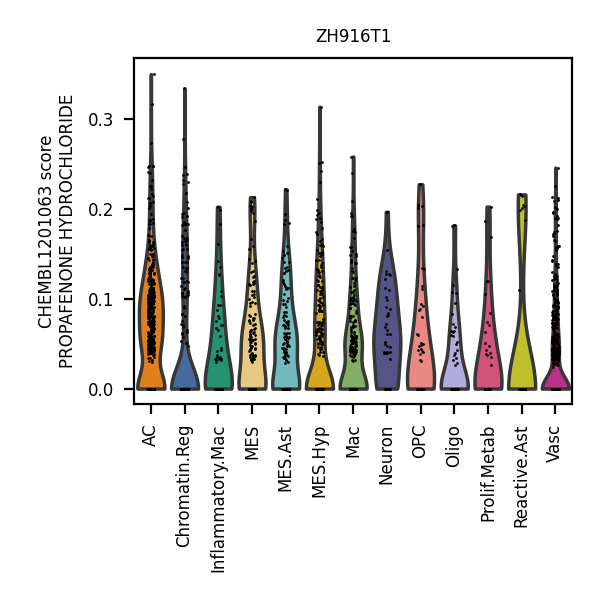 ZH916T1
CHEMBL1201063 score
PROPAFENONE HYDROCHLORIDE
0.3
0.2
0.1
0.0
AC
Chromatin.Reg
Inflammatory.Mac
MES
MES.Ast
MES.Hyp
Mac
Neuron
OPC
Oligo
Prolif.Metab
Reactive.Ast
Vasc